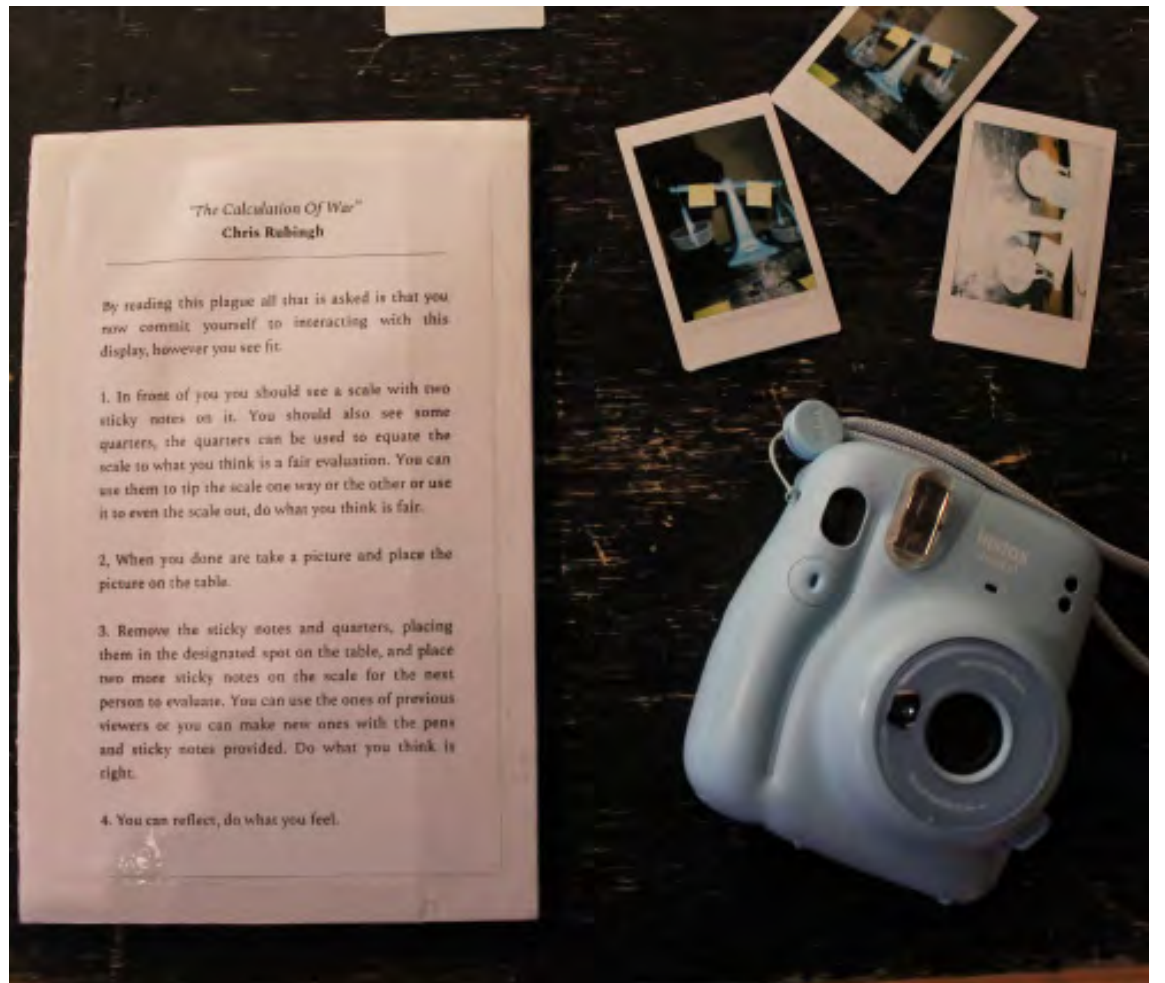 "The Calculation Of War"
Chris Rubingh
By reading this plague all that is asked is that you
now commit yourself to interacting with this
display, however you see fit.
1. In front of you you should see a scale with two
sticky notes on it. You should also see some
quarters, the quarters can be used to equate the
scale to what you think is a fair evaluation. You can
use them to tip the scale one way or the other or use
it to even the scale out, do what you think is fair.
2, When you done are take a picture and place the
picture on the table.
3. Remove the sticky notes and quarters, placing
them in the designated spot on the table, and place
two more sticky notes on the scale for the next
person to evaluate. You can use the ones of previous
viewers or you can make new ones with the pens
and sticky notes provided. Do what you think is
right.
4. You can reflect, do what you feel.
instax